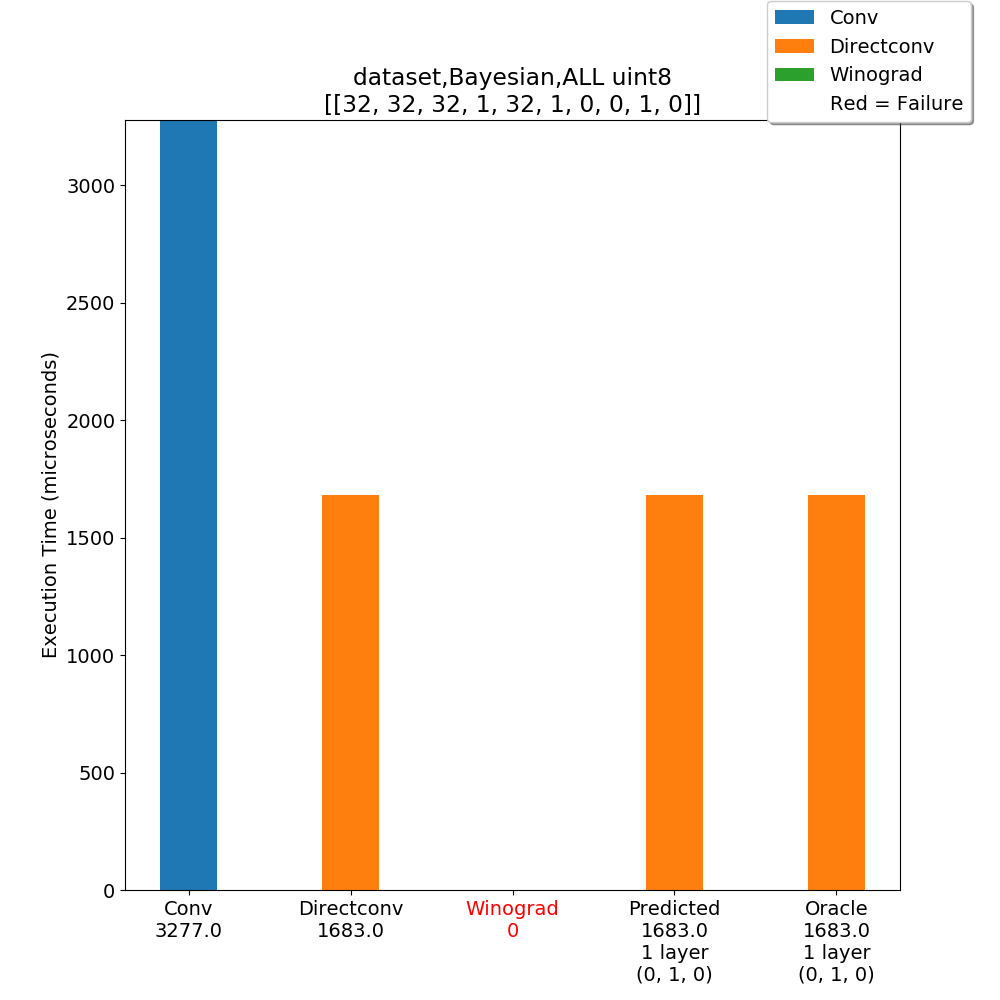 Conv
Directconv
Winograd
Red = Failure
dataset,Bayesian,ALL uint8
[[32, 32, 32, 1, 32, 1, 0, 0, 1, 0]]
Execution Time (microseconds)
3000
2500
2000
1500
1000
500
0
Conv
3277.0
Directconv
1683.0
Winograd
0
Predicted
1683.0
1 layer
(0, 1, 0)
Oracle
1683.0
1 layer
(0, 1, 0)